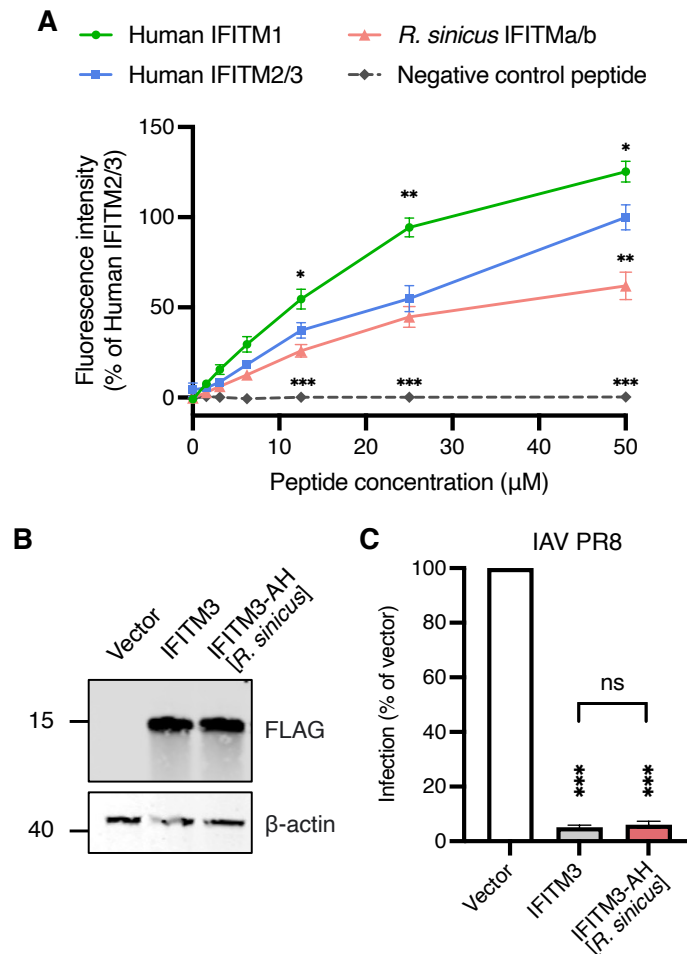 A
Human IFITM1
R. sinicus IFITMa/b
Human IFITM2/3
Negative control peptide
Fluorescence intensity
(% of Human IFITM2/3)
150
100
50
0
*
**
*
**
***
***
***
0
10
20
30
40
50
Peptide concentration (μM)
B
Vector
IFITM3
IFITM3-AH
[R. sinicus]
15
FLAG
40
β-actin
C
IAV PR8
Infection (% of vector)
100
80
60
40
20
0
ns
***
***
Vector
IFITM3
IFITM3-AH
[R. sinicus]